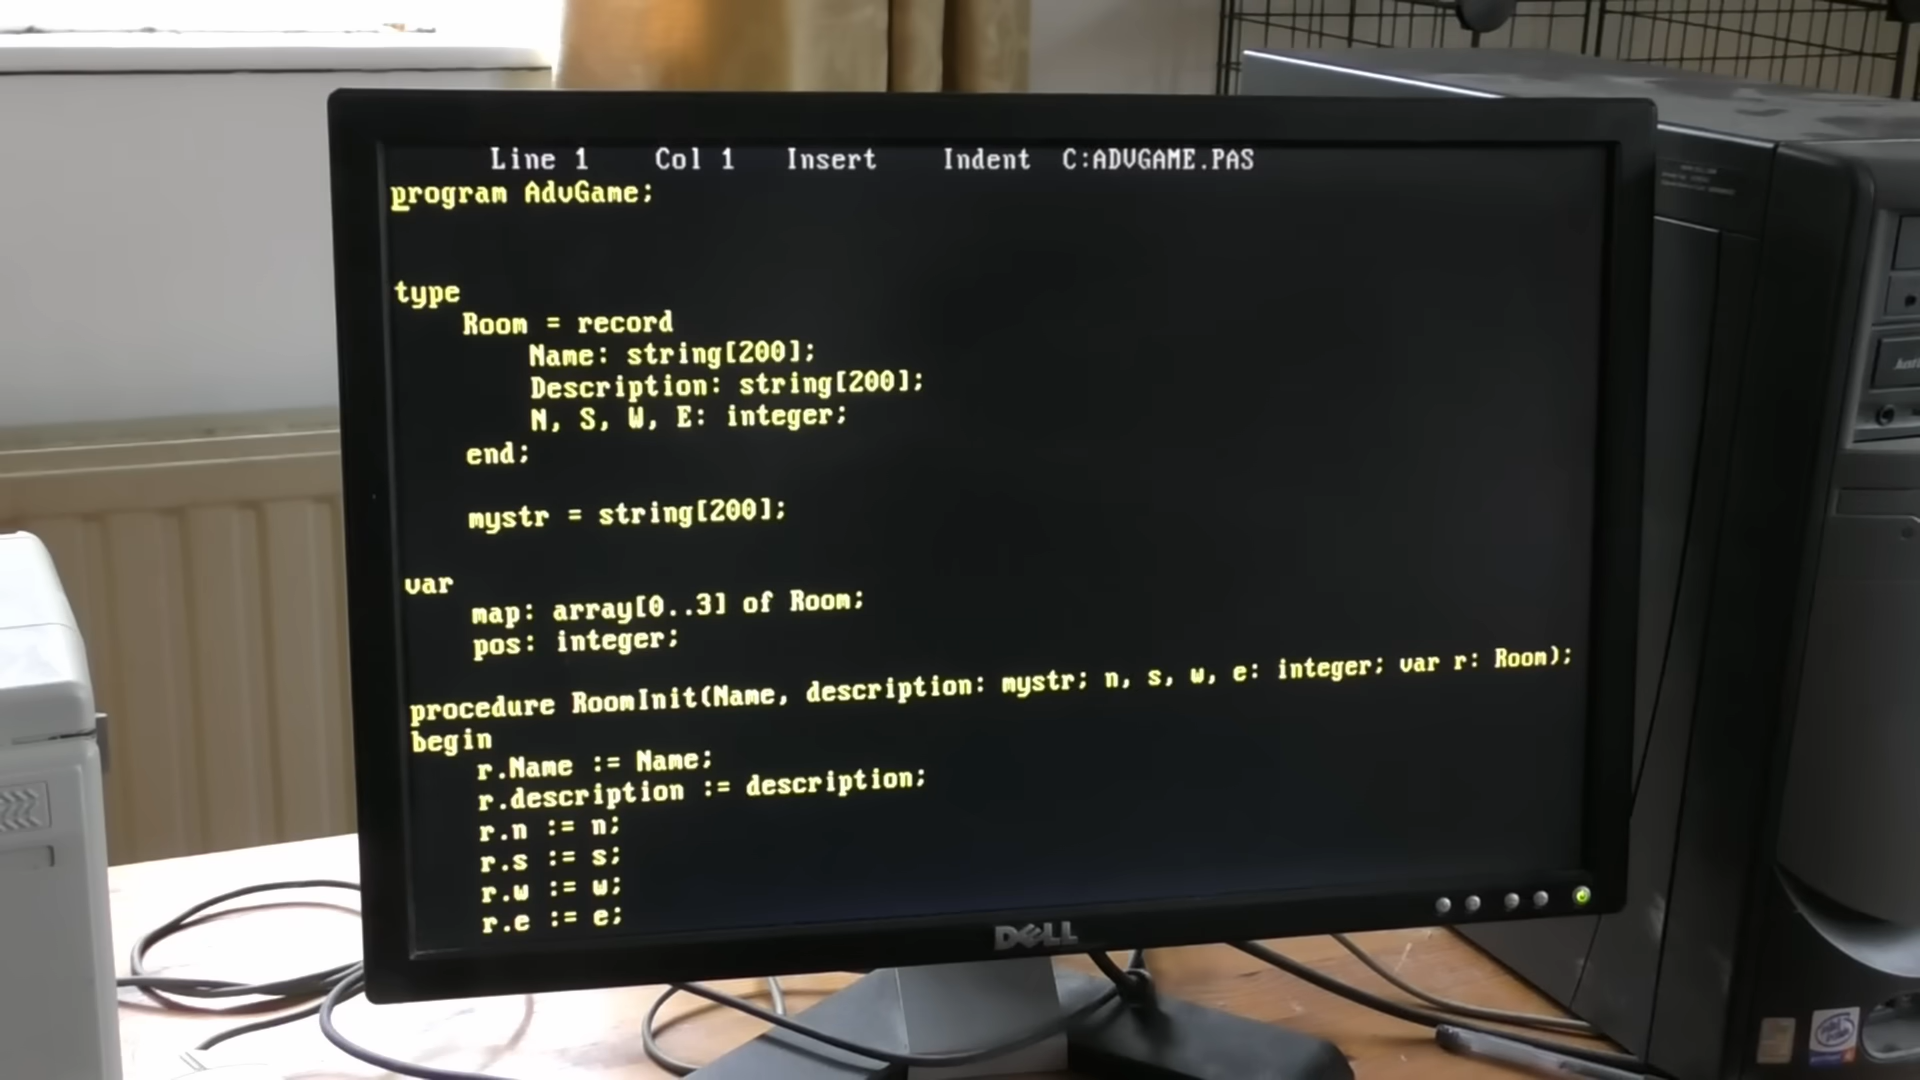 Line 1 Col 1 Insert Indent C:ADVGAME.PAS
program AdvGame;
type
Room = record
Name: string[200];
Description: string[200];
N, S, W, E: integer;
end;
mystr = string[200];
var
map: array[0..3] of Room;
pos: integer;
procedure RoomInit(Name, description: mystr; n, s, w, e: integer; var r: Room);
begin
r.Name := Name;
r.description := description;
r.n := n;
r.s := s;
r.w := w;
r.e := e;
DELL